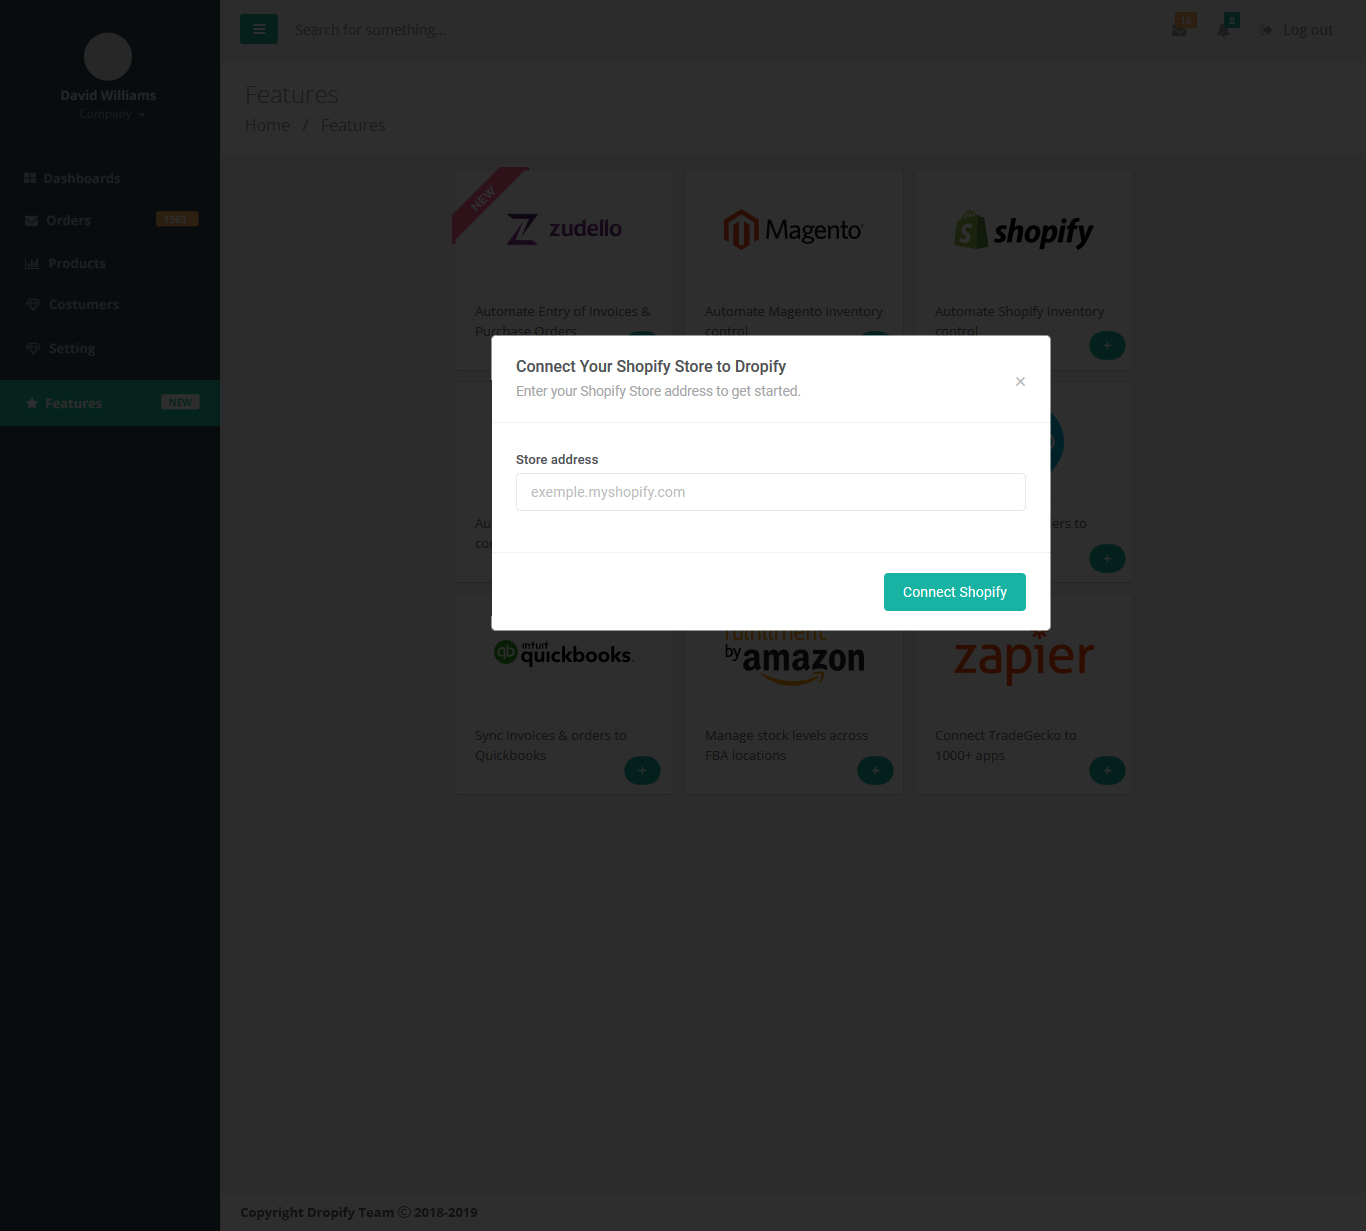 Search for something...
16
8
Log out
David Williams
Company
Dashboards
Orders
1563
Products
Costumers
Setting
Features
NEW
Features
Home / Features
NEW
zudello
Automate Entry of Invoices &
Purchase Orders
Magento
Automate Magento inventory
control
+
shopify
Automate Shopify inventory
control
+
Connect Your Shopify Store to Dropify
Enter your Shopify Store address to get started.
×
Store address
exemple.myshopify.com
Connect Shopify
ers to
+
intuit
qb quickbooks.
Sync invoices & orders to
Quickbooks
+
fulfillment
by amazon
Manage stock levels across
FBA locations
+
zapier
Connect TradeGecko to
1000+ apps
+
Copyright Dropify Team © 2018-2019